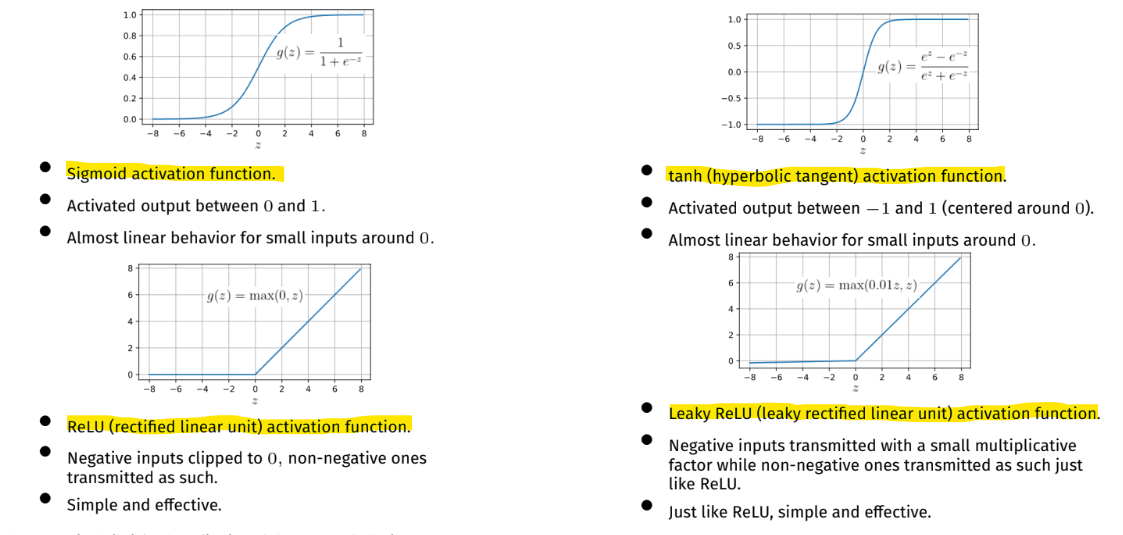 1.0
0.8
0.6
0.4
0.2
0.0
g(z) = 1 / (1 + e^{-z})
−8 −6 −4 −2 0 2 4 6 8
z
• Sigmoid activation function.
• Activated output between 0 and 1.
• Almost linear behavior for small inputs around 0.
1.0
0.5
0.0
−0.5
−1.0
g(z) = (e^{z} − e^{-z}) / (e^{z} + e^{-z})
−8 −6 −4 −2 0 2 4 6 8
z
• tanh (hyperbolic tangent) activation function.
• Activated output between −1 and 1 (centered around 0).
• Almost linear behavior for small inputs around 0.
8
6
4
2
0
g(z) = max(0, z)
−8 −6 −4 −2 0 2 4 6 8
z
• ReLU (rectified linear unit) activation function.
• Negative inputs clipped to 0, non-negative ones
transmitted as such.
• Simple and effective.
8
6
4
2
0
g(z) = max(0.01z, z)
−8 −6 −4 −2 0 2 4 6 8
z
• Leaky ReLU (leaky rectified linear unit) activation function.
• Negative inputs transmitted with a small multiplicative
factor while non-negative ones transmitted as such just
like ReLU.
• Just like ReLU, simple and effective.